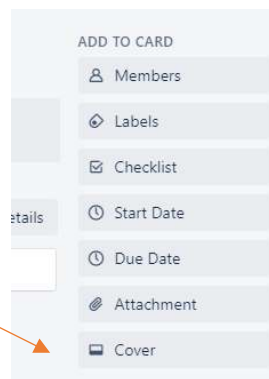 ADD TO CARD
Members
Labels
Checklist
etails
Start Date
Due Date
Attachment
Cover